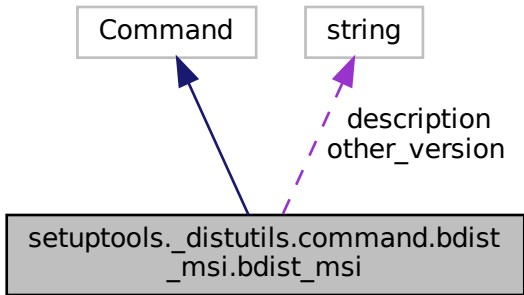 Command
string
description
other_version
setuptools._distutils.command.bdist
_msi.bdist_msi